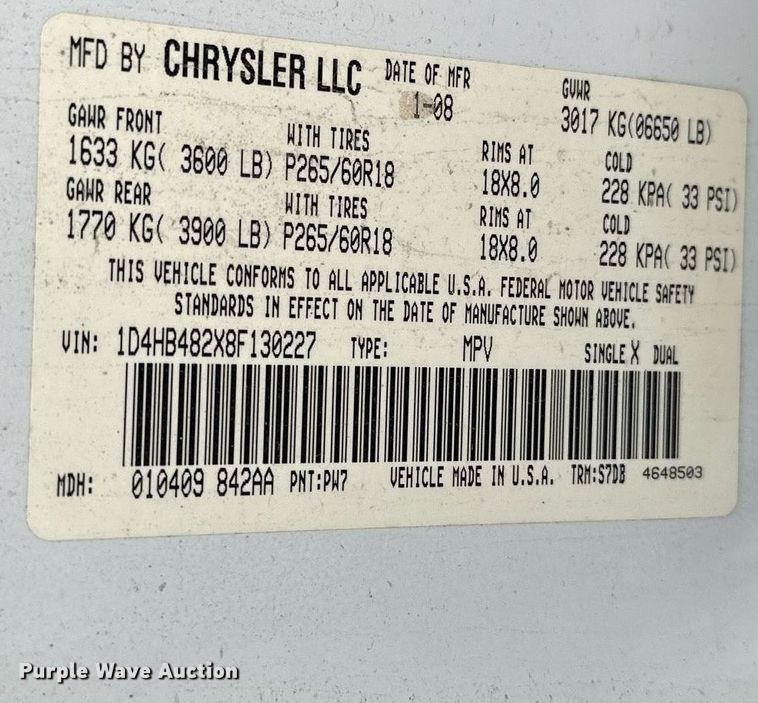 MFD BY CHRYSLER LLC DATE OF MFR GVWR
1-08 3017 KG(06650 LB)
GAWR FRONT WITH TIRES RIMS AT COLD
1633 KG( 3600 LB) P265/60R18 18X8.0 228 KPA( 33 PSI)
GAWR REAR WITH TIRES RIMS AT COLD
1770 KG( 3900 LB) P265/60R18 18X8.0 228 KPA( 33 PSI)
THIS VEHICLE CONFORMS TO ALL APPLICABLE U.S.A. FEDERAL MOTOR VEHICLE SAFETY
STANDARDS IN EFFECT ON THE DATE OF MANUFACTURE SHOWN ABOVE.
VIN: 1D4HB482X8F130227 TYPE: MPV SINGLE X DUAL
MDH: 010409 842AA PNT:PW7 VEHICLE MADE IN U.S.A. TRM:S7DB 4648503
Purple Wave Auction